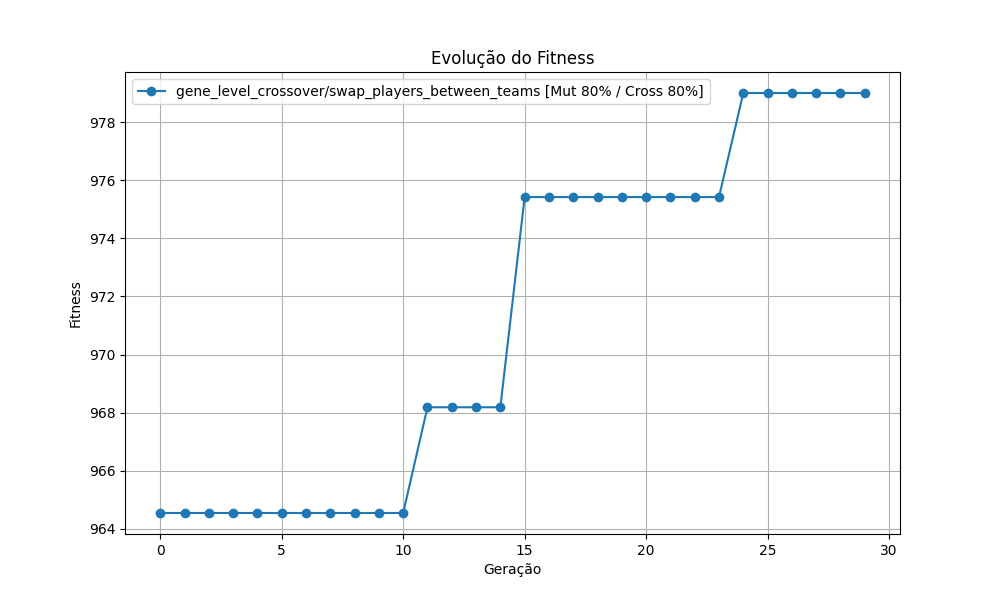 Evolução do Fitness
gene_level_crossover/swap_players_between_teams [Mut 80% / Cross 80%]
978
976
974
972
970
968
966
964
Fitness
0 5 10 15 20 25 30
Geração